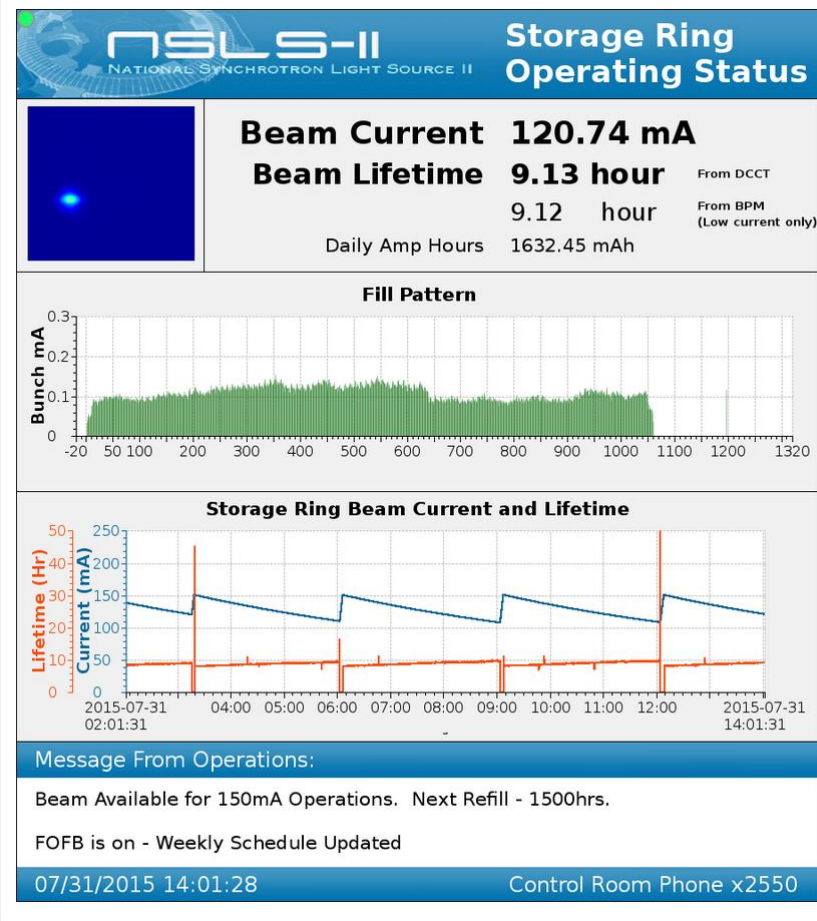 NSLS-II
NATIONAL SYNCHROTRON LIGHT SOURCE II
Storage Ring
Operating Status
Beam Current 120.74 mA
Beam Lifetime 9.13 hour From DCCT
9.12 hour From BPM
(Low current only)
Daily Amp Hours 1632.45 mAh
Fill Pattern
Bunch mA
0.3
0.2
0.1
0
-20 50 100 200 300 400 500 600 700 800 900 1000 1100 1200 1320
Storage Ring Beam Current and Lifetime
Lifetime (Hr)
Current (mA)
50 250
40 200
30 150
20 100
10 50
0 0
2015-07-31 04:00 05:00 06:00 07:00 08:00 09:00 10:00 11:00 12:00 2015-07-31
02:01:31 14:01:31
Message From Operations:
Beam Available for 150mA Operations. Next Refill - 1500hrs.
FOFB is on - Weekly Schedule Updated
07/31/2015 14:01:28 Control Room Phone x2550